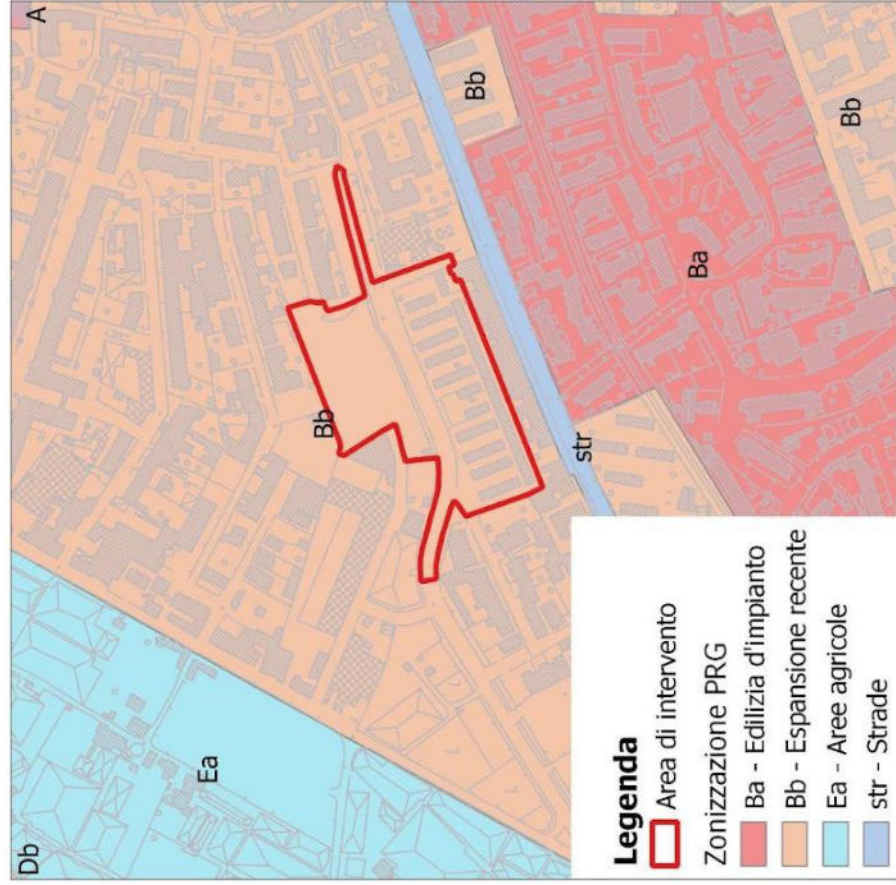 Db
A
Ea
Bb
Bb
Ba
Bb
str
Legenda
Area di intervento
Zonizzazione PRG
Ba - Edilizia d'impianto
Bb - Espansione recente
Ea - Aree agricole
str - Strade